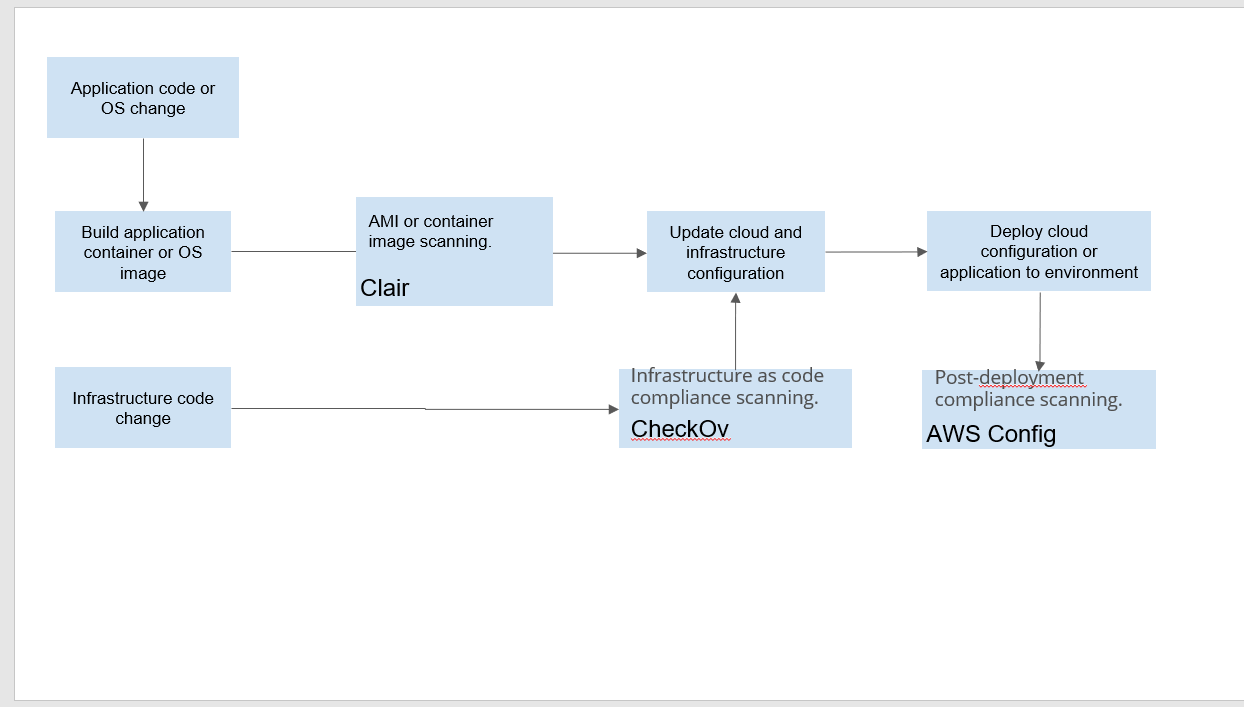 Application code or
OS change
Build application
container or OS
image
AMI or container
image scanning.
Clair
Update cloud and
infrastructure
configuration
Deploy cloud
configuration or
application to environment
Infrastructure code
change
Infrastructure as code
compliance scanning.
CheckOv
Post-deployment
compliance scanning.
AWS Config